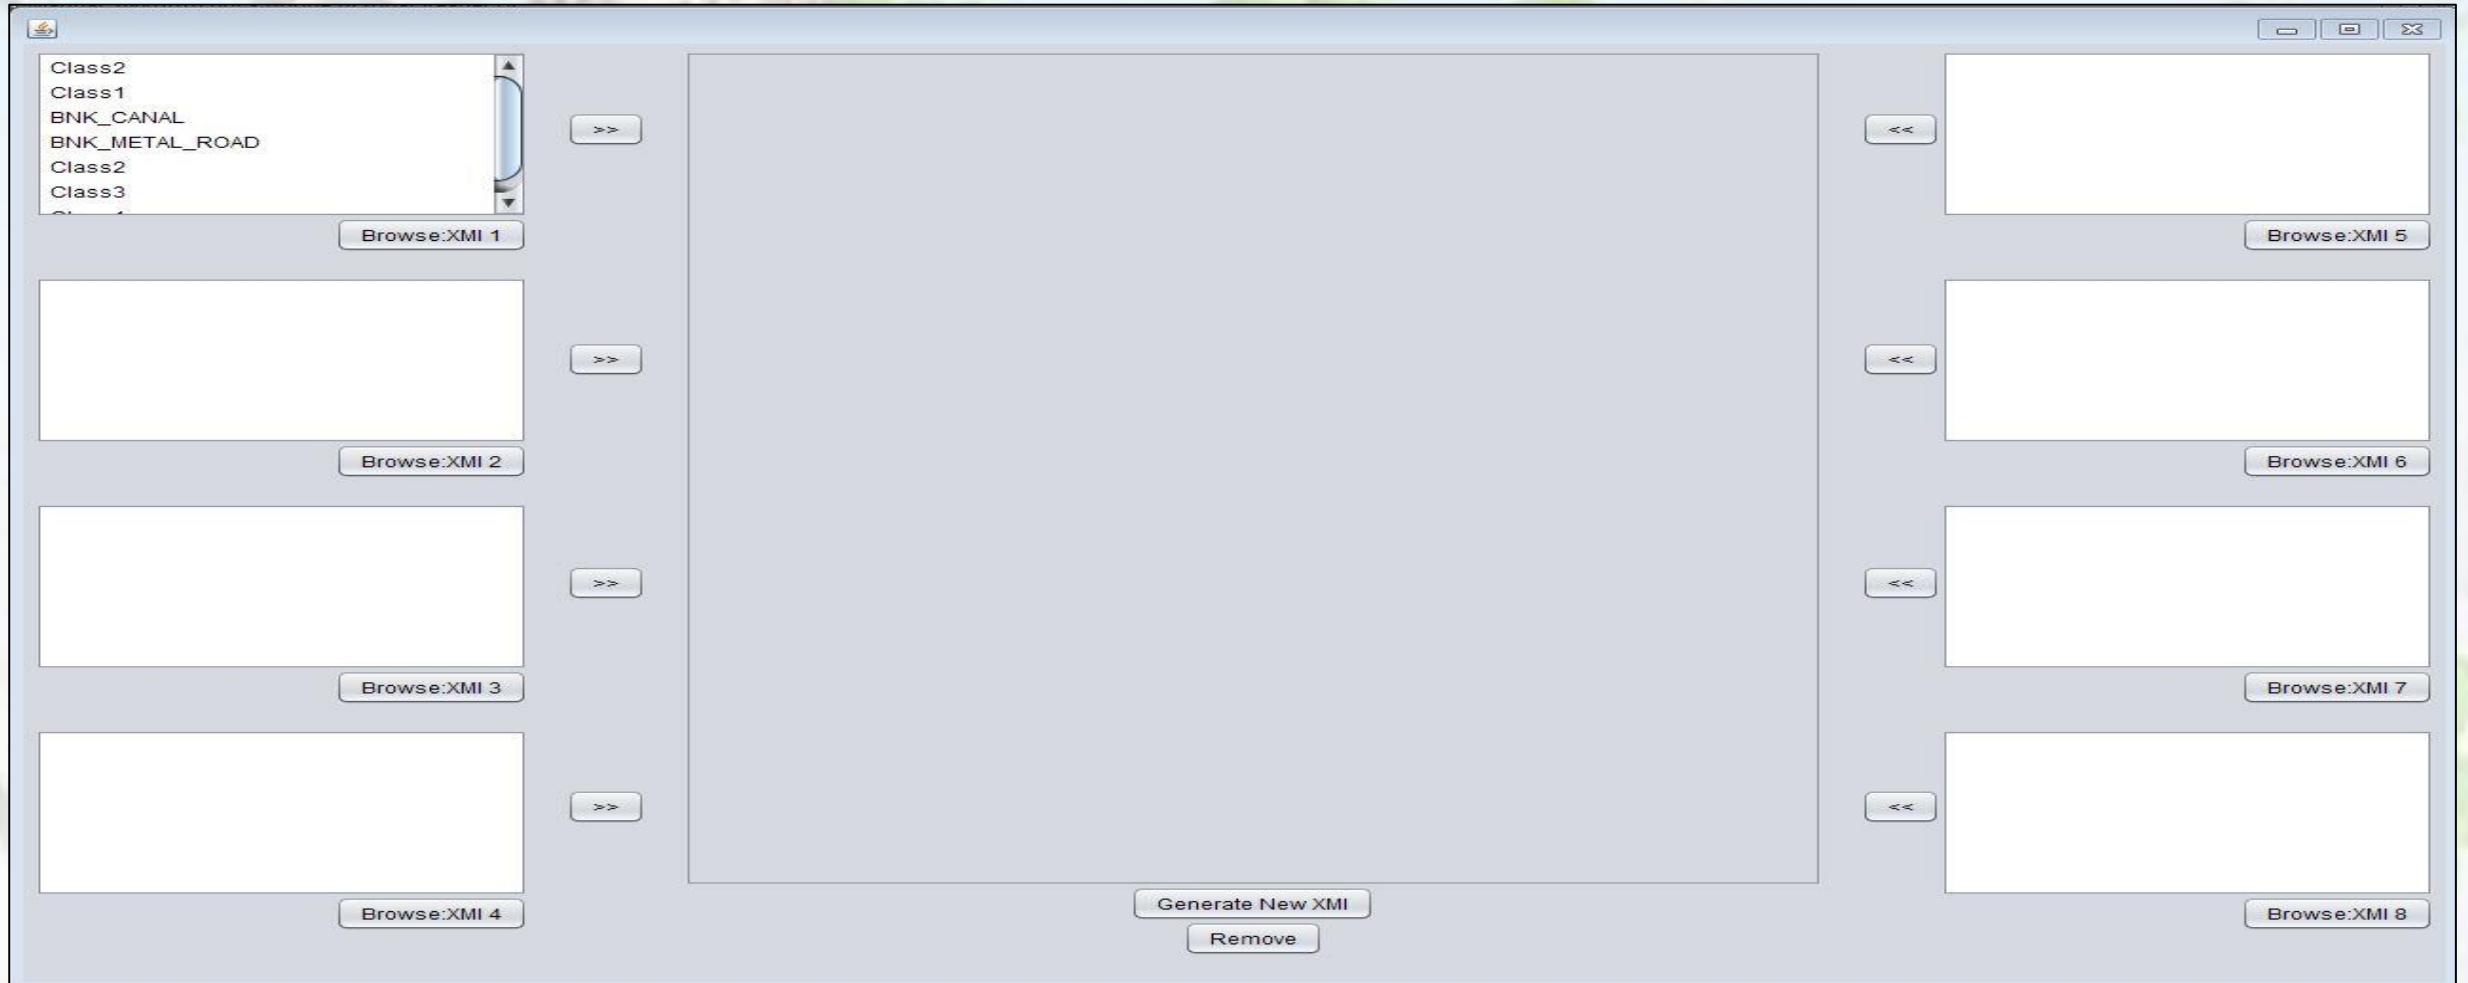 Class2
Class1
BNK_CANAL
BNK_METAL_ROAD
Class2
Class3
>>
<<
Browse:XMI 1
Browse:XMI 5
>>
<<
Browse:XMI 2
Browse:XMI 6
>>
<<
Browse:XMI 3
Browse:XMI 7
>>
<<
Browse:XMI 4
Browse:XMI 8
Generate New XMI
Remove